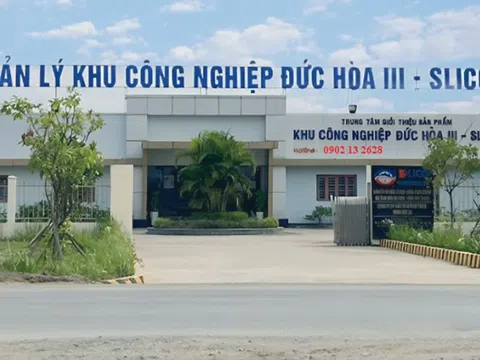 ẢN LÝ KHU CÔNG NGHIỆP ĐỨC HÒA III - SLICO
TRUNG TÂM GIỚI THIỆU SẢN PHẨM
KHU CÔNG NGHIỆP ĐỨC HÒA III - SL
Hotline: 0902 13 2628